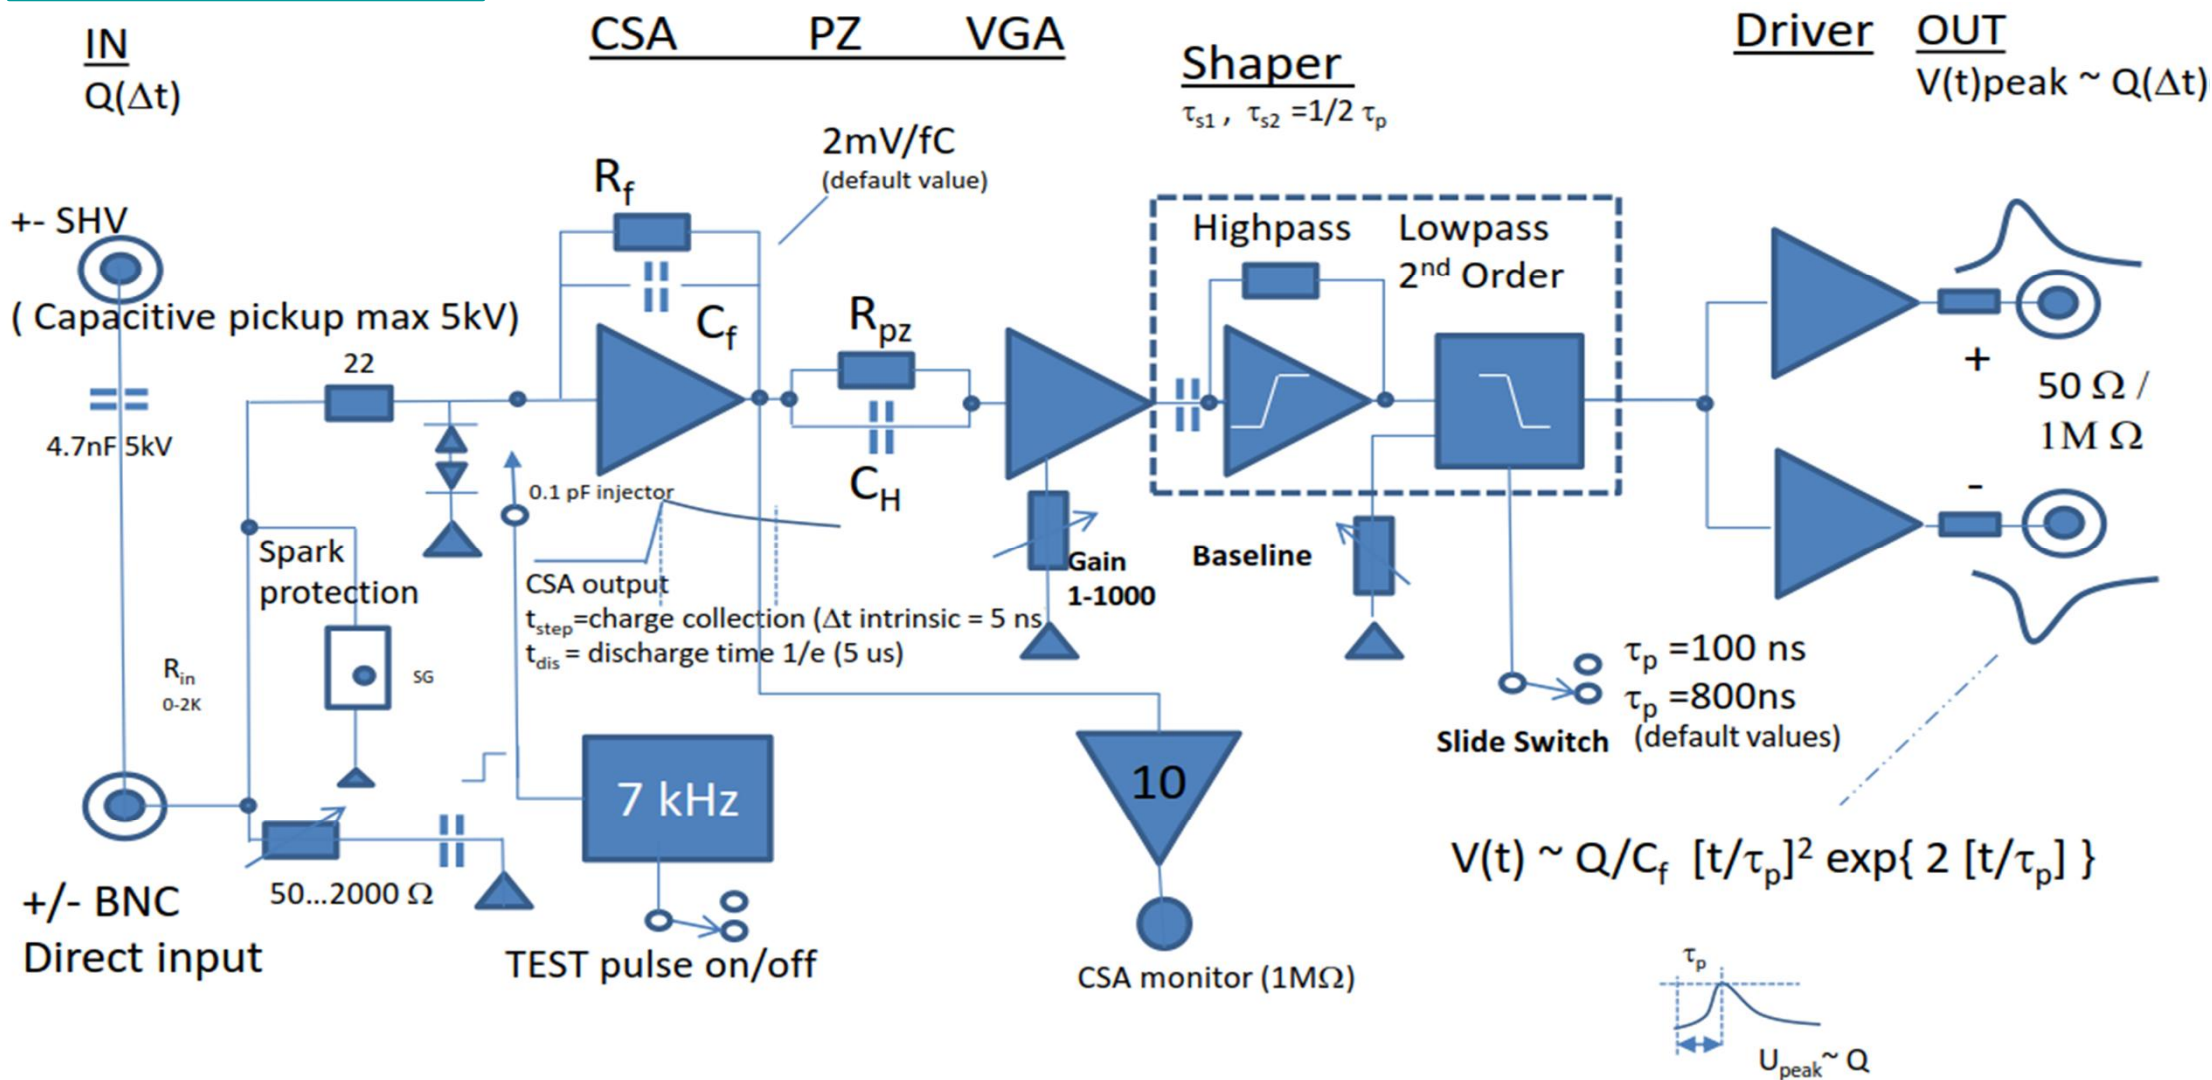 IN
Q(Δt)
CSA PZ VGA
Shaper
τs1 , τs2 =1/2 τp
Driver OUT
V(t)peak ~ Q(Δt)
2mV/fC
(default value)
Rf
+- SHV
( Capacitive pickup max 5kV)
Cf
22
4.7nF 5kV
Rpz
CH
Highpass
Lowpass
2nd Order
+
50 Ω /
1M Ω
-
0.1 pF injector
Spark
protection
CSA output
tstep=charge collection (Δt intrinsic = 5 ns
tdis = discharge time 1/e (5 us)
Gain
1-1000
Baseline
Rin
0-2K
SG
τp =100 ns
τp =800ns
(default values)
Slide Switch
7 kHz
10
V(t) ~ Q/Cf [t/τp]2 exp{ 2 [t/τp] }
50...2000 Ω
+/- BNC
Direct input
TEST pulse on/off
CSA monitor (1MΩ)
τp
Upeak~ Q